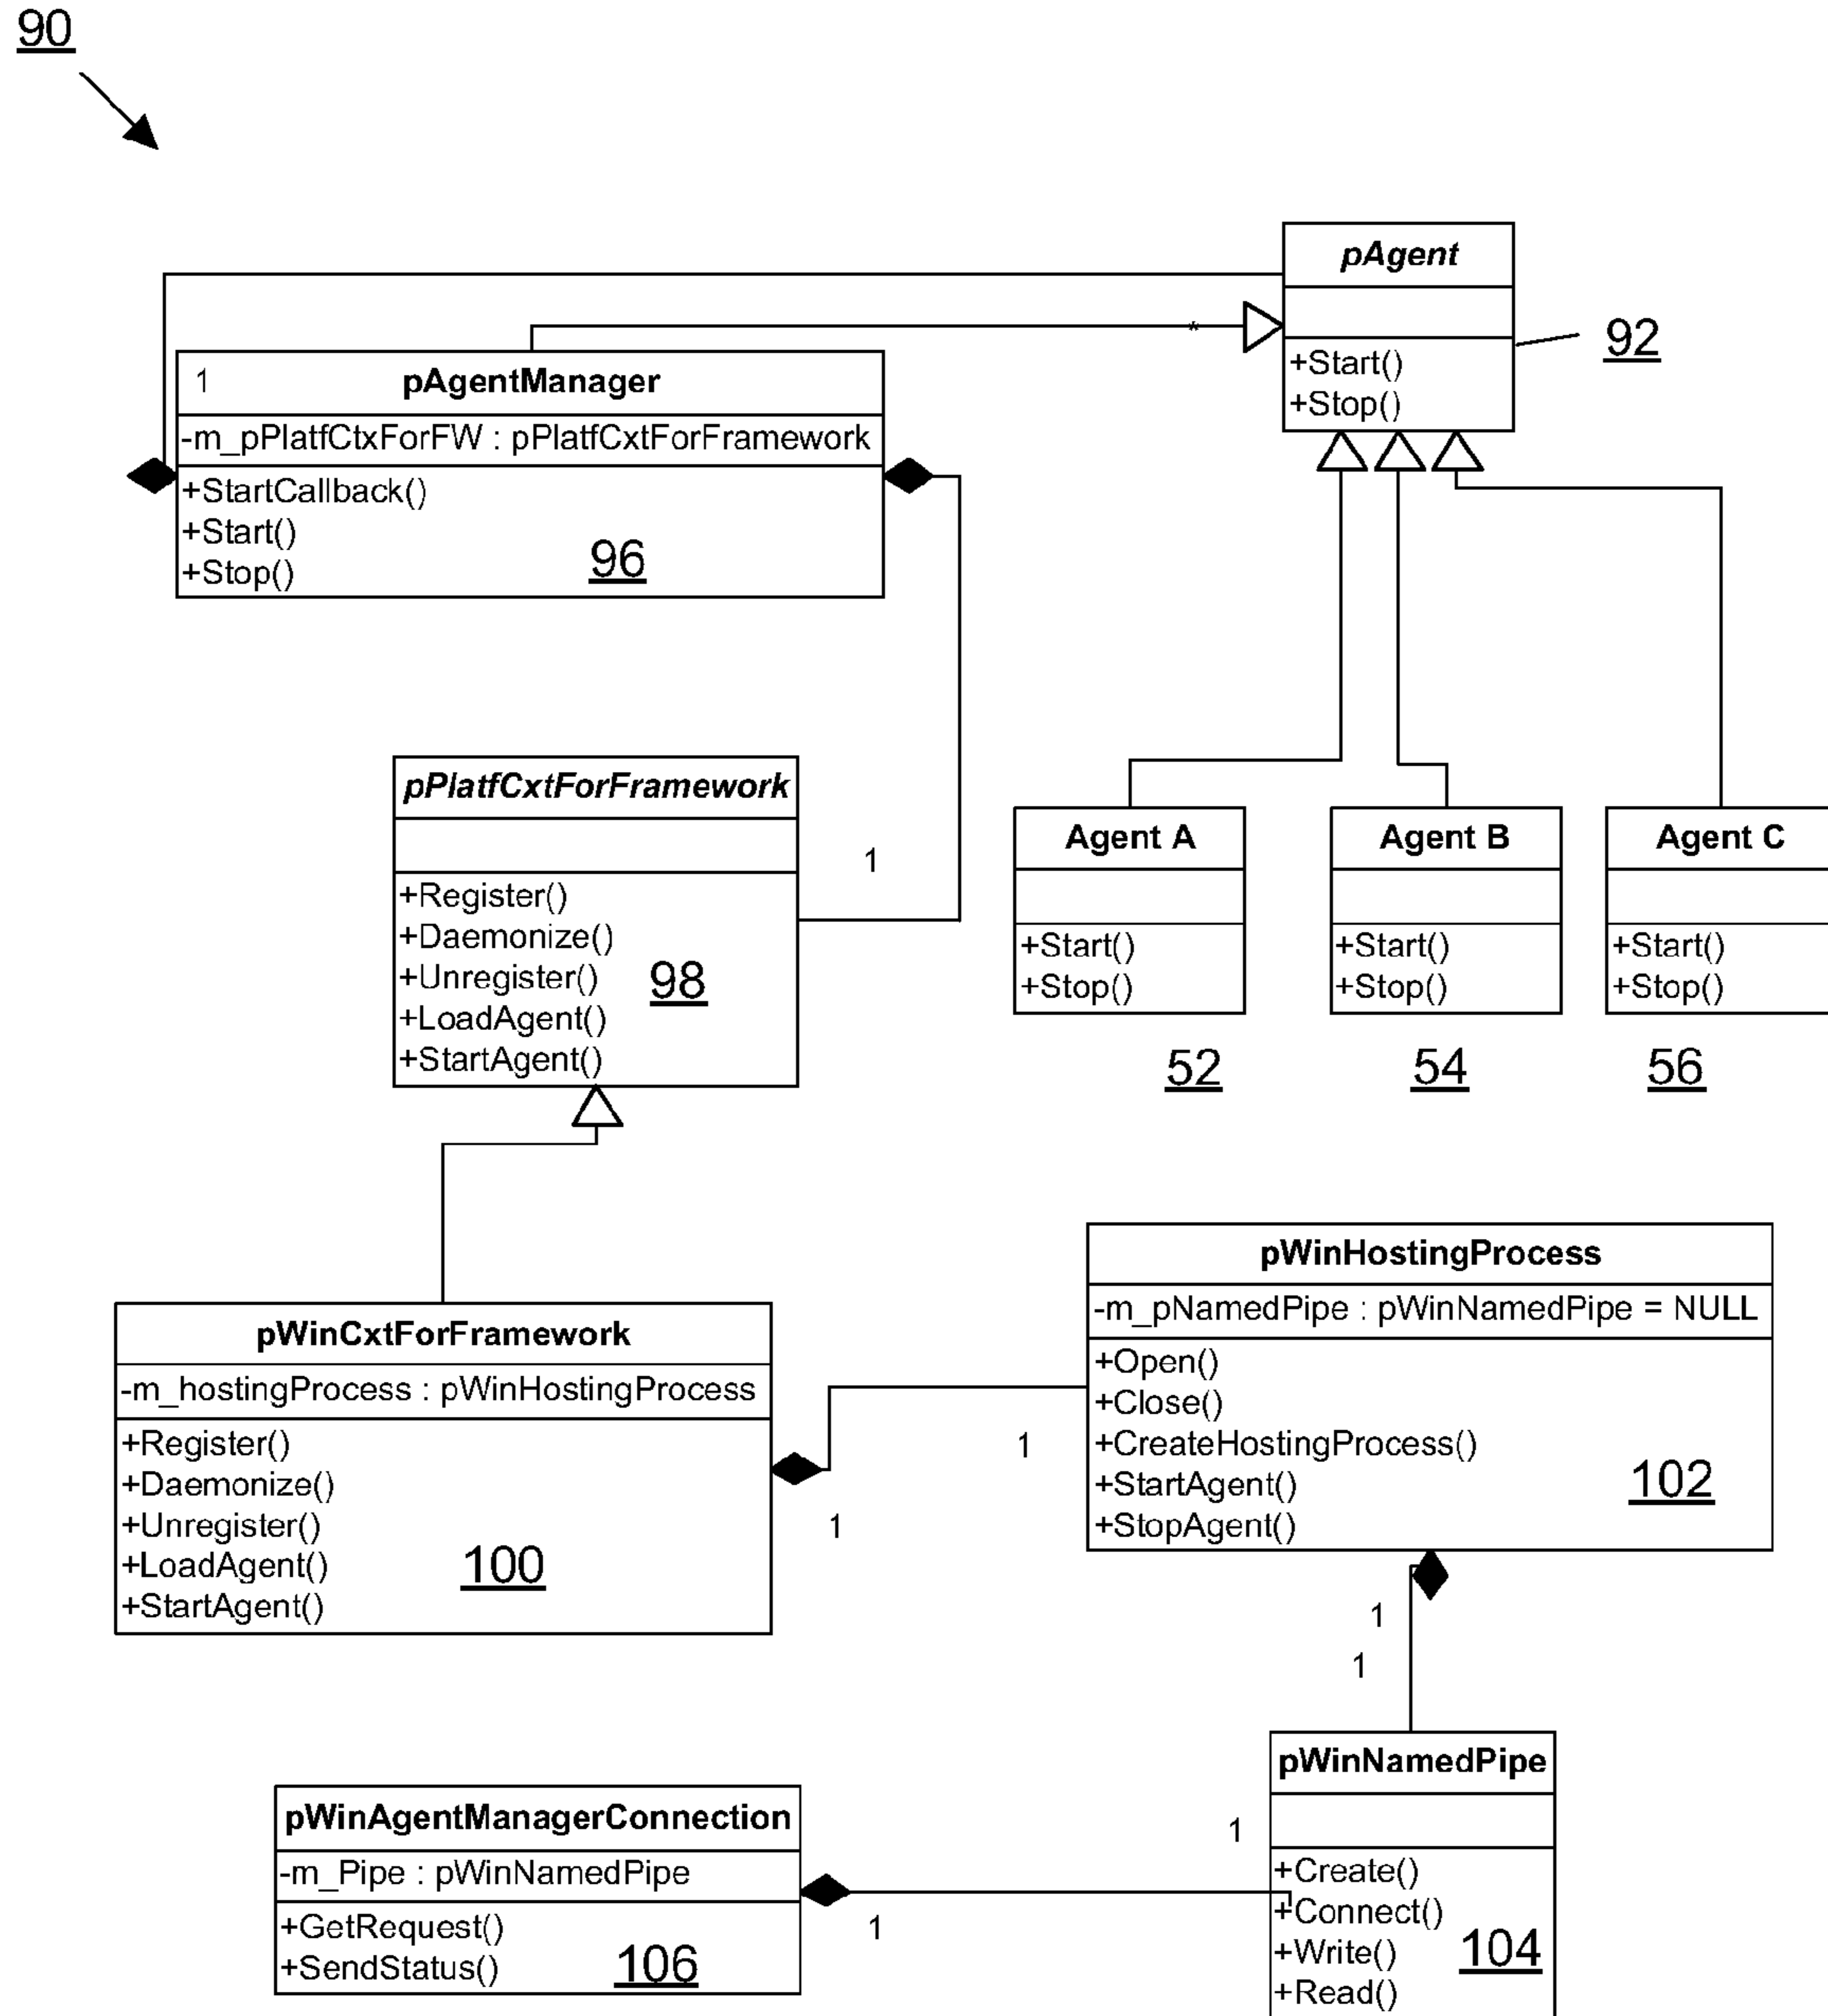 90
pAgent
+Start()
+Stop()
92
*
1
pAgentManager
-m_pPlatfCtxForFW : pPlatfCxtForFramework
+StartCallback()
+Start()
+Stop()
96
pPlatfCxtForFramework
+Register()
+Daemonize()
+Unregister()
+LoadAgent()
+StartAgent()
98
1
Agent A
+Start()
+Stop()
52
Agent B
+Start()
+Stop()
54
Agent C
+Start()
+Stop()
56
pWinCxtForFramework
-m_hostingProcess : pWinHostingProcess
+Register()
+Daemonize()
+Unregister()
+LoadAgent()
+StartAgent()
100
1
1
pWinHostingProcess
-m_pNamedPipe : pWinNamedPipe = NULL
+Open()
+Close()
+CreateHostingProcess()
+StartAgent()
+StopAgent()
102
1
1
pWinNamedPipe
+Create()
+Connect()
+Write()
+Read()
104
1
pWinAgentManagerConnection
-m_Pipe : pWinNamedPipe
+GetRequest()
+SendStatus()
106
1